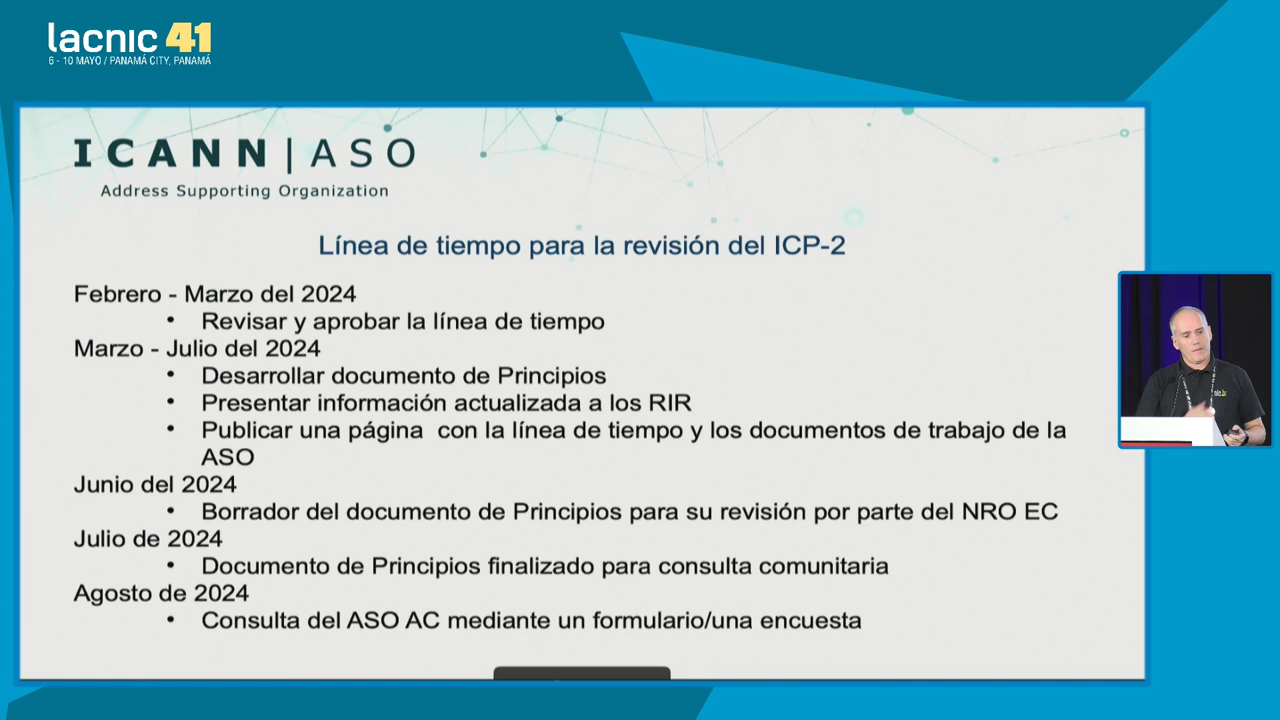 lacnic 41
6 - 10 MAYO / PANAMÁ CITY, PANAMÁ
ICANN | ASO
Address Supporting Organization
Línea de tiempo para la revisión del ICP-2
Febrero - Marzo del 2024
• Revisar y aprobar la línea de tiempo
Marzo - Julio del 2024
• Desarrollar documento de Principios
• Presentar información actualizada a los RIR
• Publicar una página con la línea de tiempo y los documentos de trabajo de la
ASO
Junio del 2024
• Borrador del documento de Principios para su revisión por parte del NRO EC
Julio de 2024
• Documento de Principios finalizado para consulta comunitaria
Agosto de 2024
• Consulta del ASO AC mediante un formulario/una encuesta